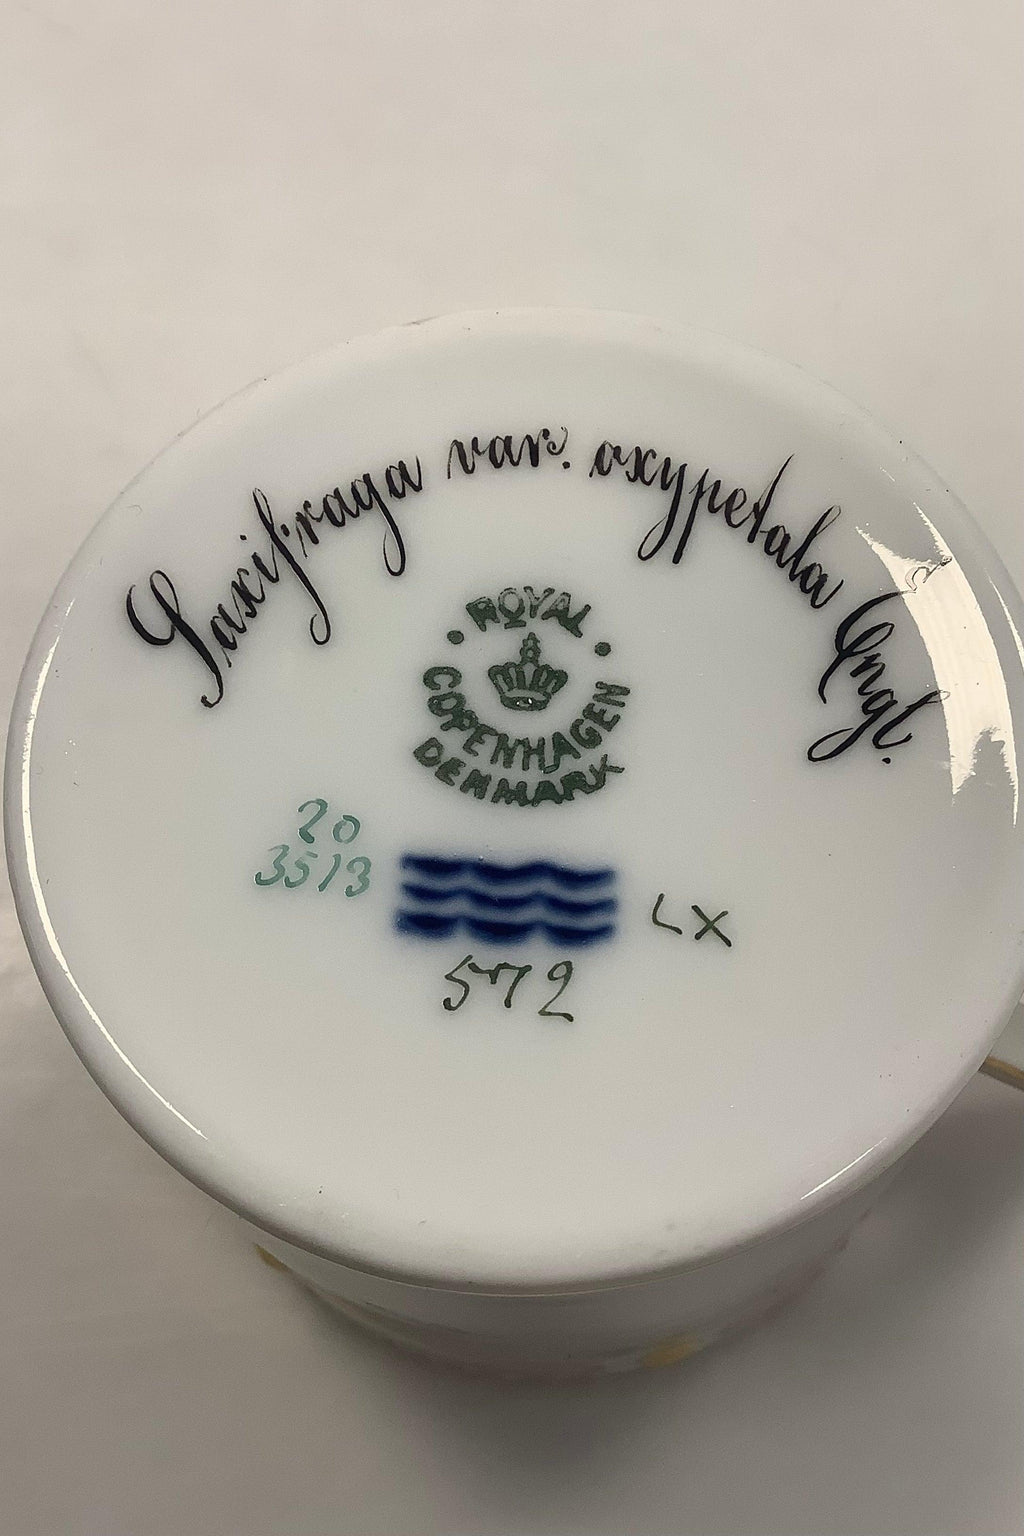 Saxifraga var. oxypetala Engl.
ROYAL
COPENHAGEN
DENMARK
20
3513
LX
572